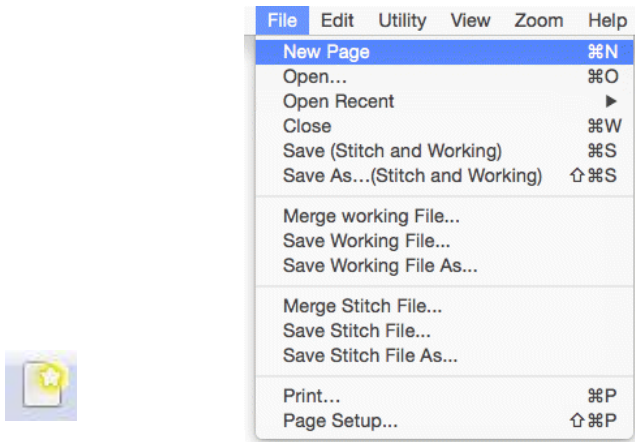 File Edit Utility View Zoom Help
New Page ⌘N
Open... ⌘O
Open Recent ▶
Close ⌘W
Save (Stitch and Working) ⌘S
Save As...(Stitch and Working) ⇧⌘S
Merge working File...
Save Working File...
Save Working File As...
Merge Stitch File...
Save Stitch File...
Save Stitch File As...
Print... ⌘P
Page Setup... ⇧⌘P